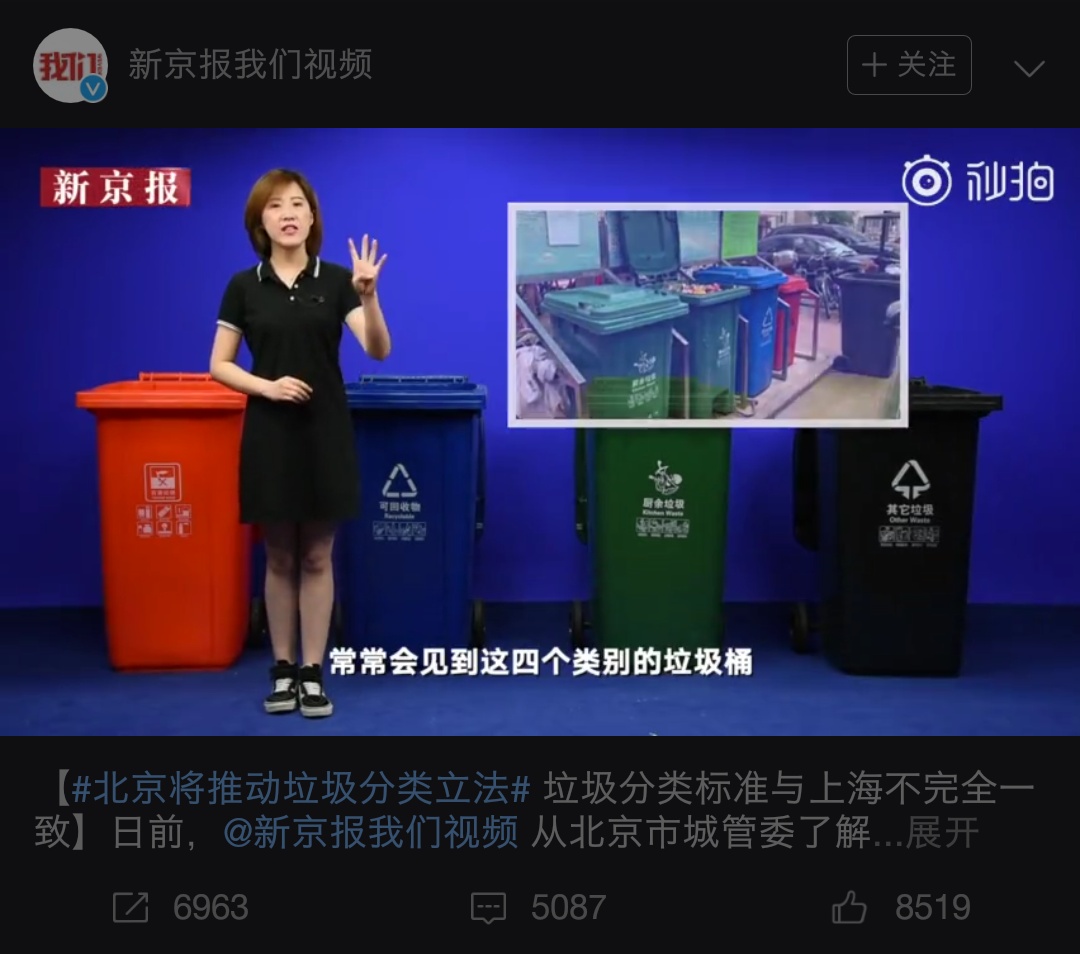 我们
新京报我们视频
+ 关注
新京报
秒拍
可回收物
Recyclable
厨余垃圾
Kitchen Waste
其它垃圾
Other Waste
常常会见到这四个类别的垃圾桶
【#北京将推动垃圾分类立法# 垃圾分类标准与上海不完全一
致】日前，@新京报我们视频 从北京市城管委了解...展开
6963
5087
8519